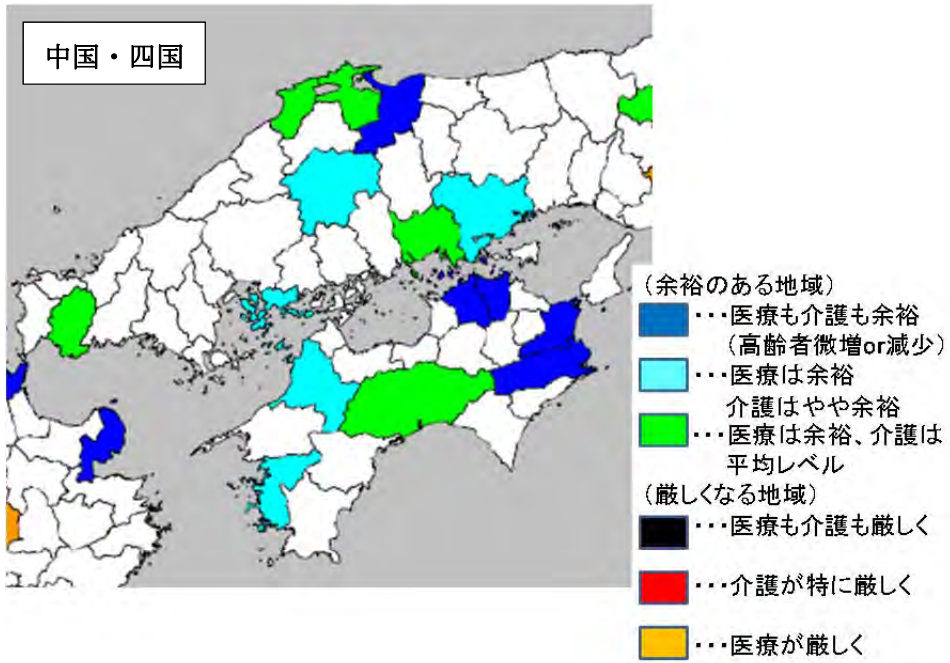 中国・四国
(余裕のある地域)
・・・医療も介護も余裕
(高齢者微増or減少)
・・・医療は余裕
介護はやや余裕
・・・医療は余裕、介護は
平均レベル
(厳しくなる地域)
・・・医療も介護も厳しく
・・・介護が特に厳しく
・・・医療が厳しく